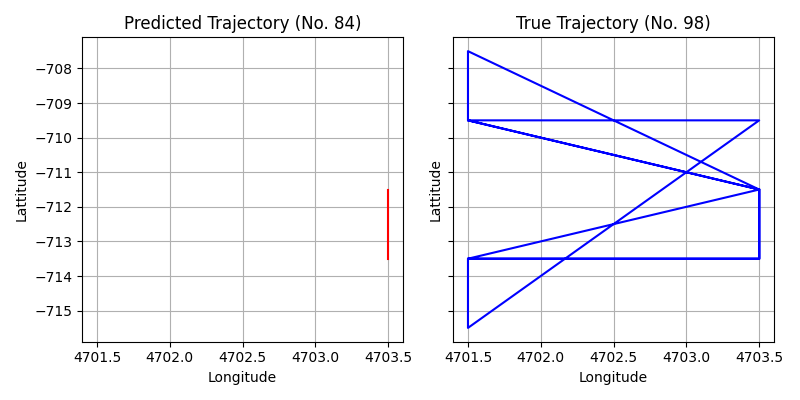 Predicted Trajectory (No. 84)
True Trajectory (No. 98)
−708
−709
−710
−711
−712
−713
−714
−715
Lattitude
Lattitude
4701.5 4702.0 4702.5 4703.0 4703.5
4701.5 4702.0 4702.5 4703.0 4703.5
Longitude
Longitude